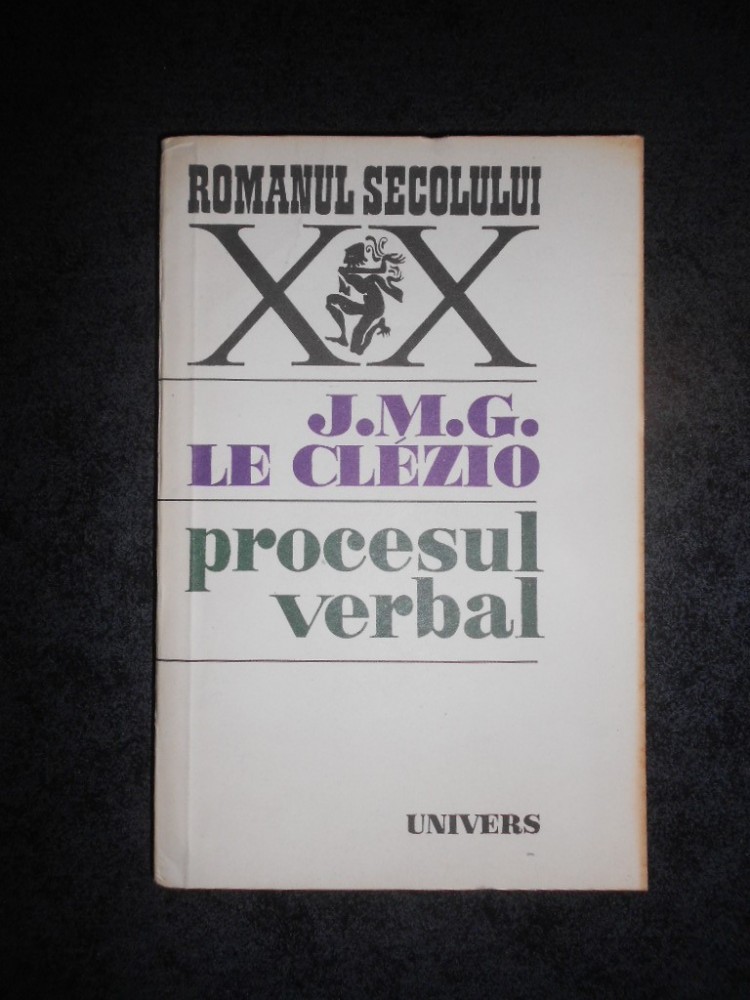 ROMANUL SECOLULUI
XX
J.M.G.
LE CLÉZIO
procesul
verbal
UNIVERS